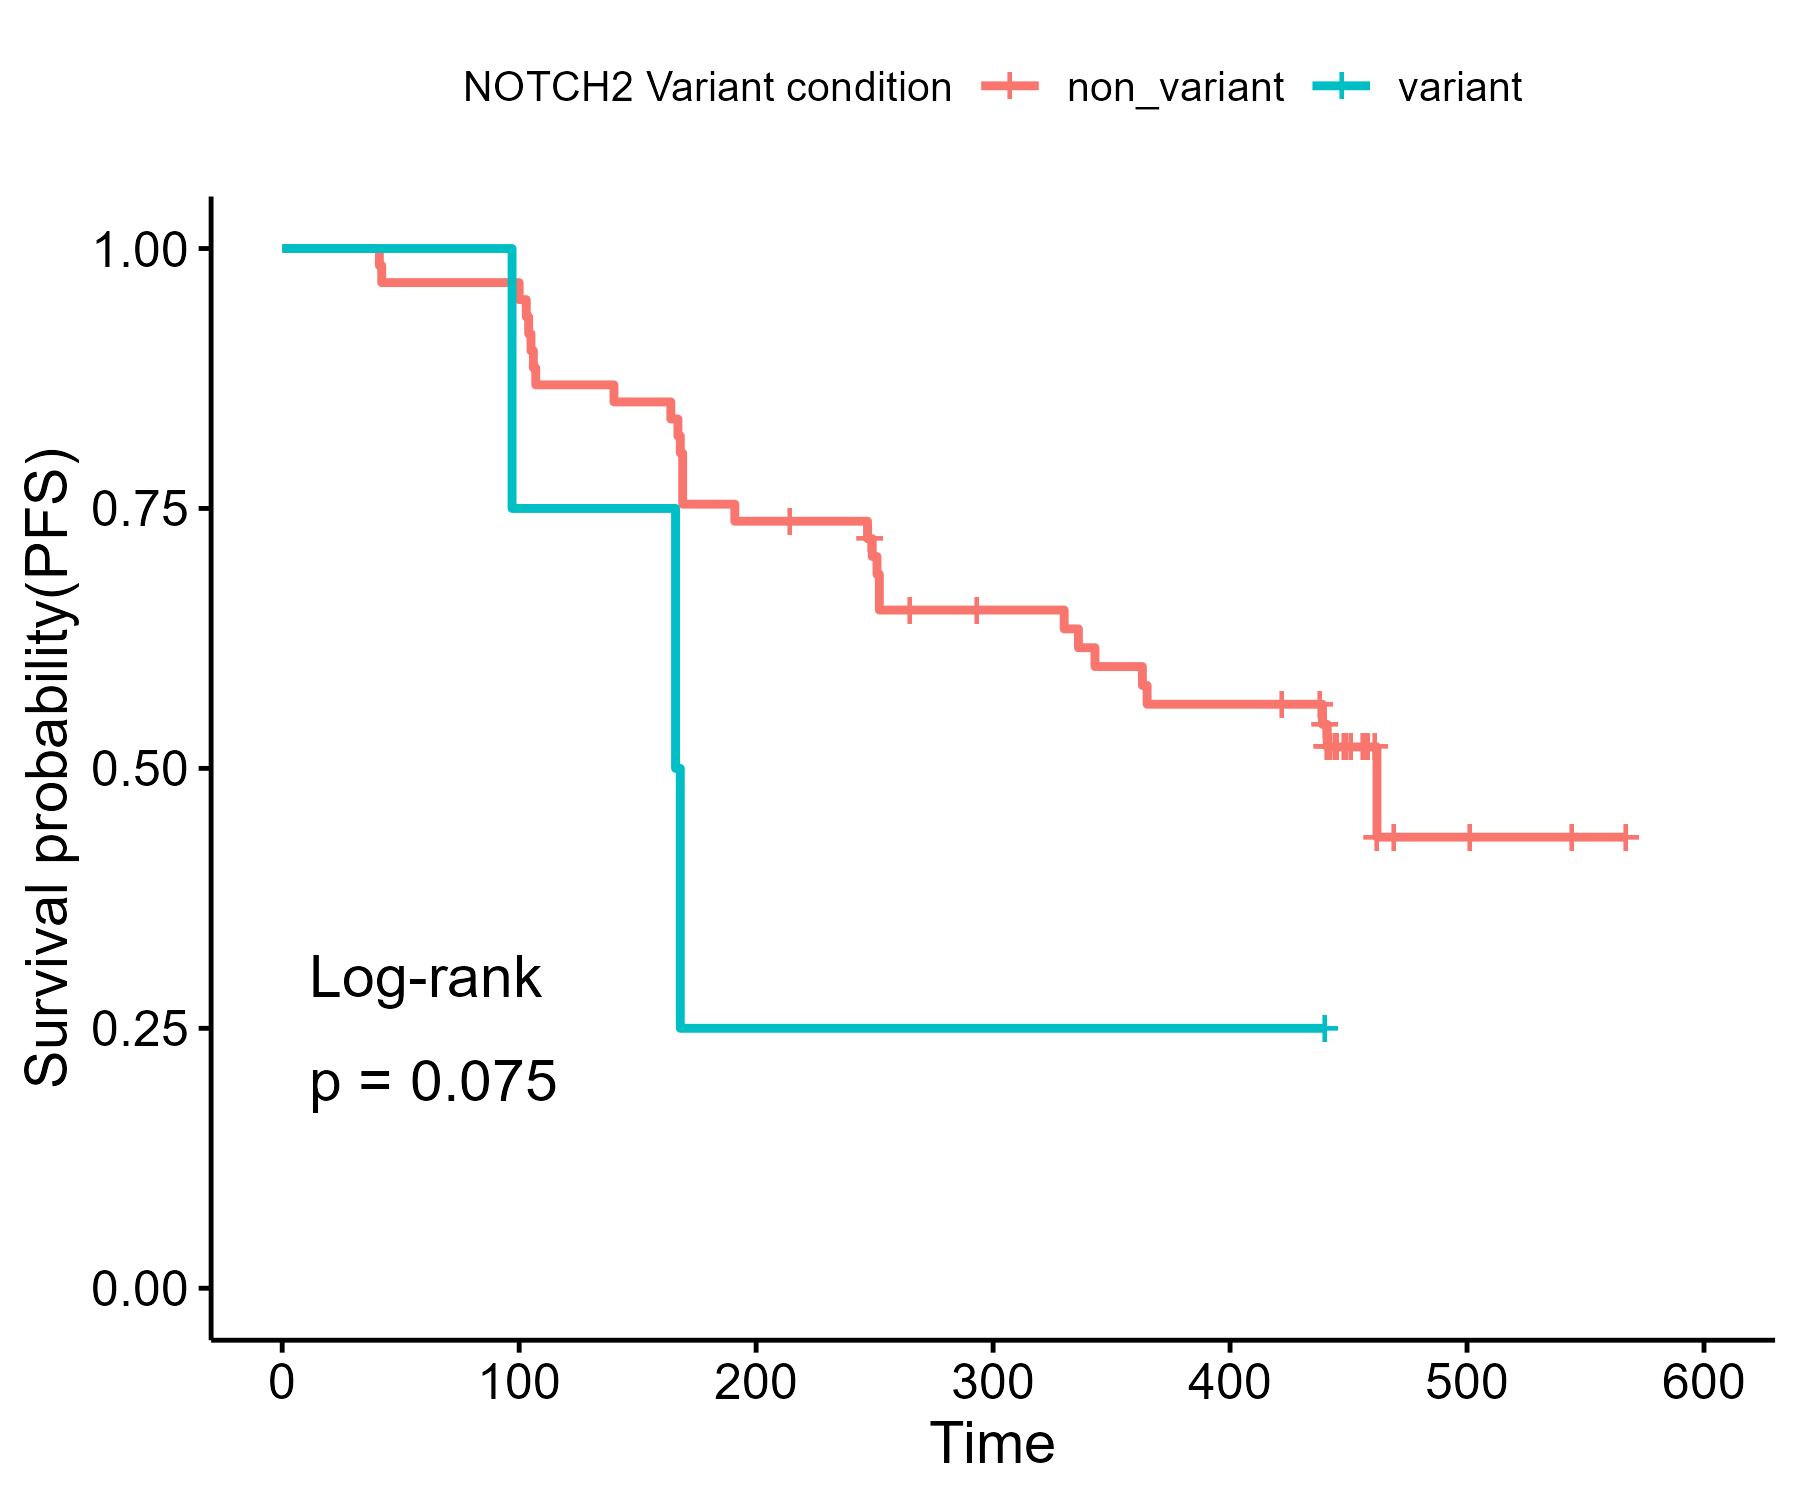 NOTCH2 Variant condition non_variant variant
Survival probability(PFS)
1.00
0.75
0.50
0.25
0.00
Log-rank
p = 0.075
0 100 200 300 400 500 600
Time